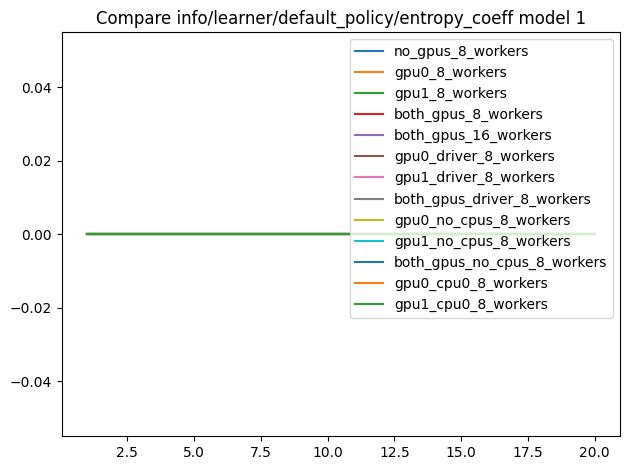 Compare info/learner/default_policy/entropy_coeff model 1
no_gpus_8_workers
gpu0_8_workers
gpu1_8_workers
both_gpus_8_workers
both_gpus_16_workers
gpu0_driver_8_workers
gpu1_driver_8_workers
both_gpus_driver_8_workers
gpu0_no_cpus_8_workers
gpu1_no_cpus_8_workers
both_gpus_no_cpus_8_workers
gpu0_cpu0_8_workers
gpu1_cpu0_8_workers
0.04
0.02
0.00
−0.02
−0.04
2.5 5.0 7.5 10.0 12.5 15.0 17.5 20.0